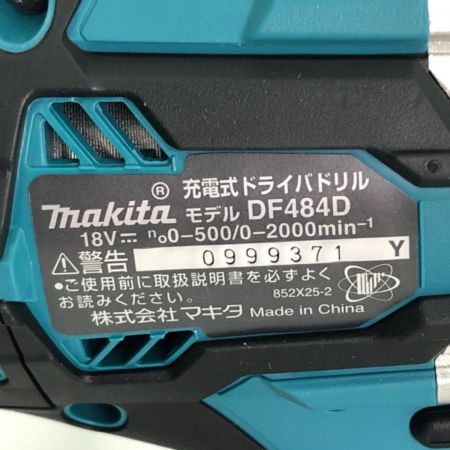 ® 充電式ドライバドリル
makita モデル DF484D
18V⎓ n₀0-500/0-2000min⁻¹
⚠警告 0999371 Y
●ご使用前に取扱説明書を必ずよく
お読みください。 852X25-2
株式会社マキタ Made in China